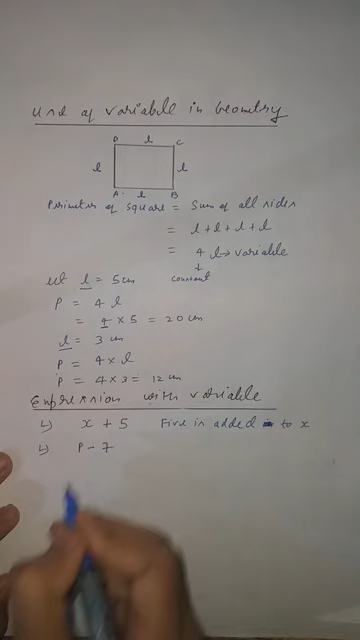 Use of variable in Geometry
D l C
l l
A l B
Perimeter of square = Sum of all sides
= l + l + l + l
= 4 l → variable
↓
constant
Let l = 5 cm
P = 4 l
= 4 × 5 = 20 cm
l = 3 cm
P = 4 × l
P = 4 × 3 = 12 cm
Expression with variable
↳ x + 5 Five is added to x
↳ P - 7